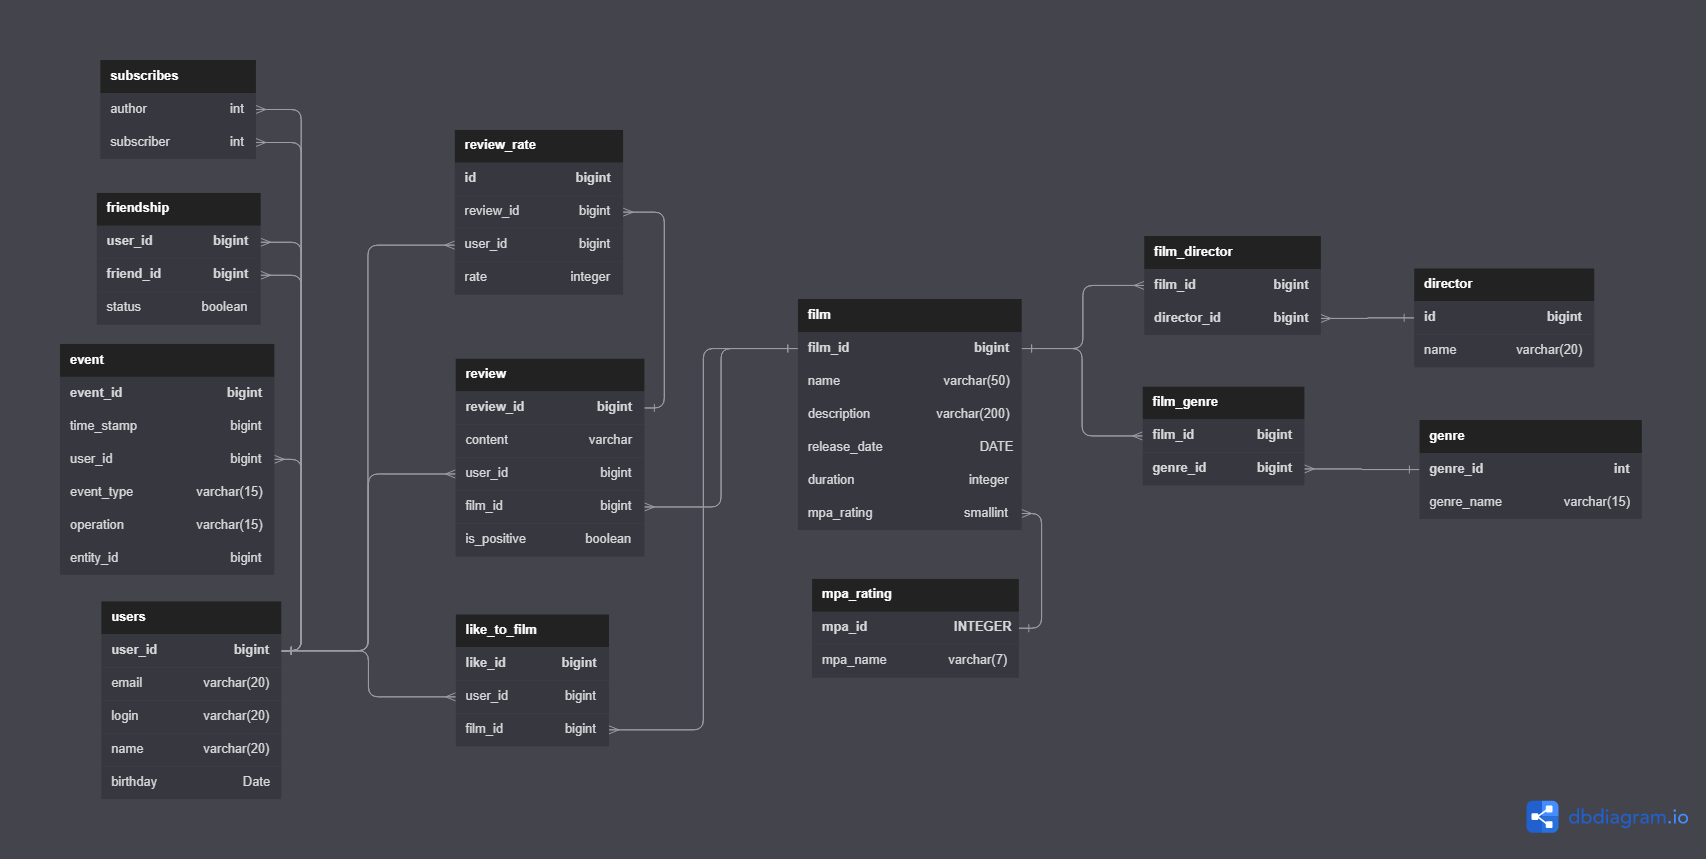 subscribes
author int
subscriber int
friendship
user_id bigint
friend_id bigint
status boolean
event
event_id bigint
time_stamp bigint
user_id bigint
event_type varchar(15)
operation varchar(15)
entity_id bigint
users
user_id bigint
email varchar(20)
login varchar(20)
name varchar(20)
birthday Date
review_rate
id bigint
review_id bigint
user_id bigint
rate integer
review
review_id bigint
content varchar
user_id bigint
film_id bigint
is_positive boolean
like_to_film
like_id bigint
user_id bigint
film_id bigint
film
film_id bigint
name varchar(50)
description varchar(200)
release_date DATE
duration integer
mpa_rating smallint
mpa_rating
mpa_id INTEGER
mpa_name varchar(7)
film_director
film_id bigint
director_id bigint
film_genre
film_id bigint
genre_id bigint
director
id bigint
name varchar(20)
genre
genre_id int
genre_name varchar(15)
dbdiagram.io